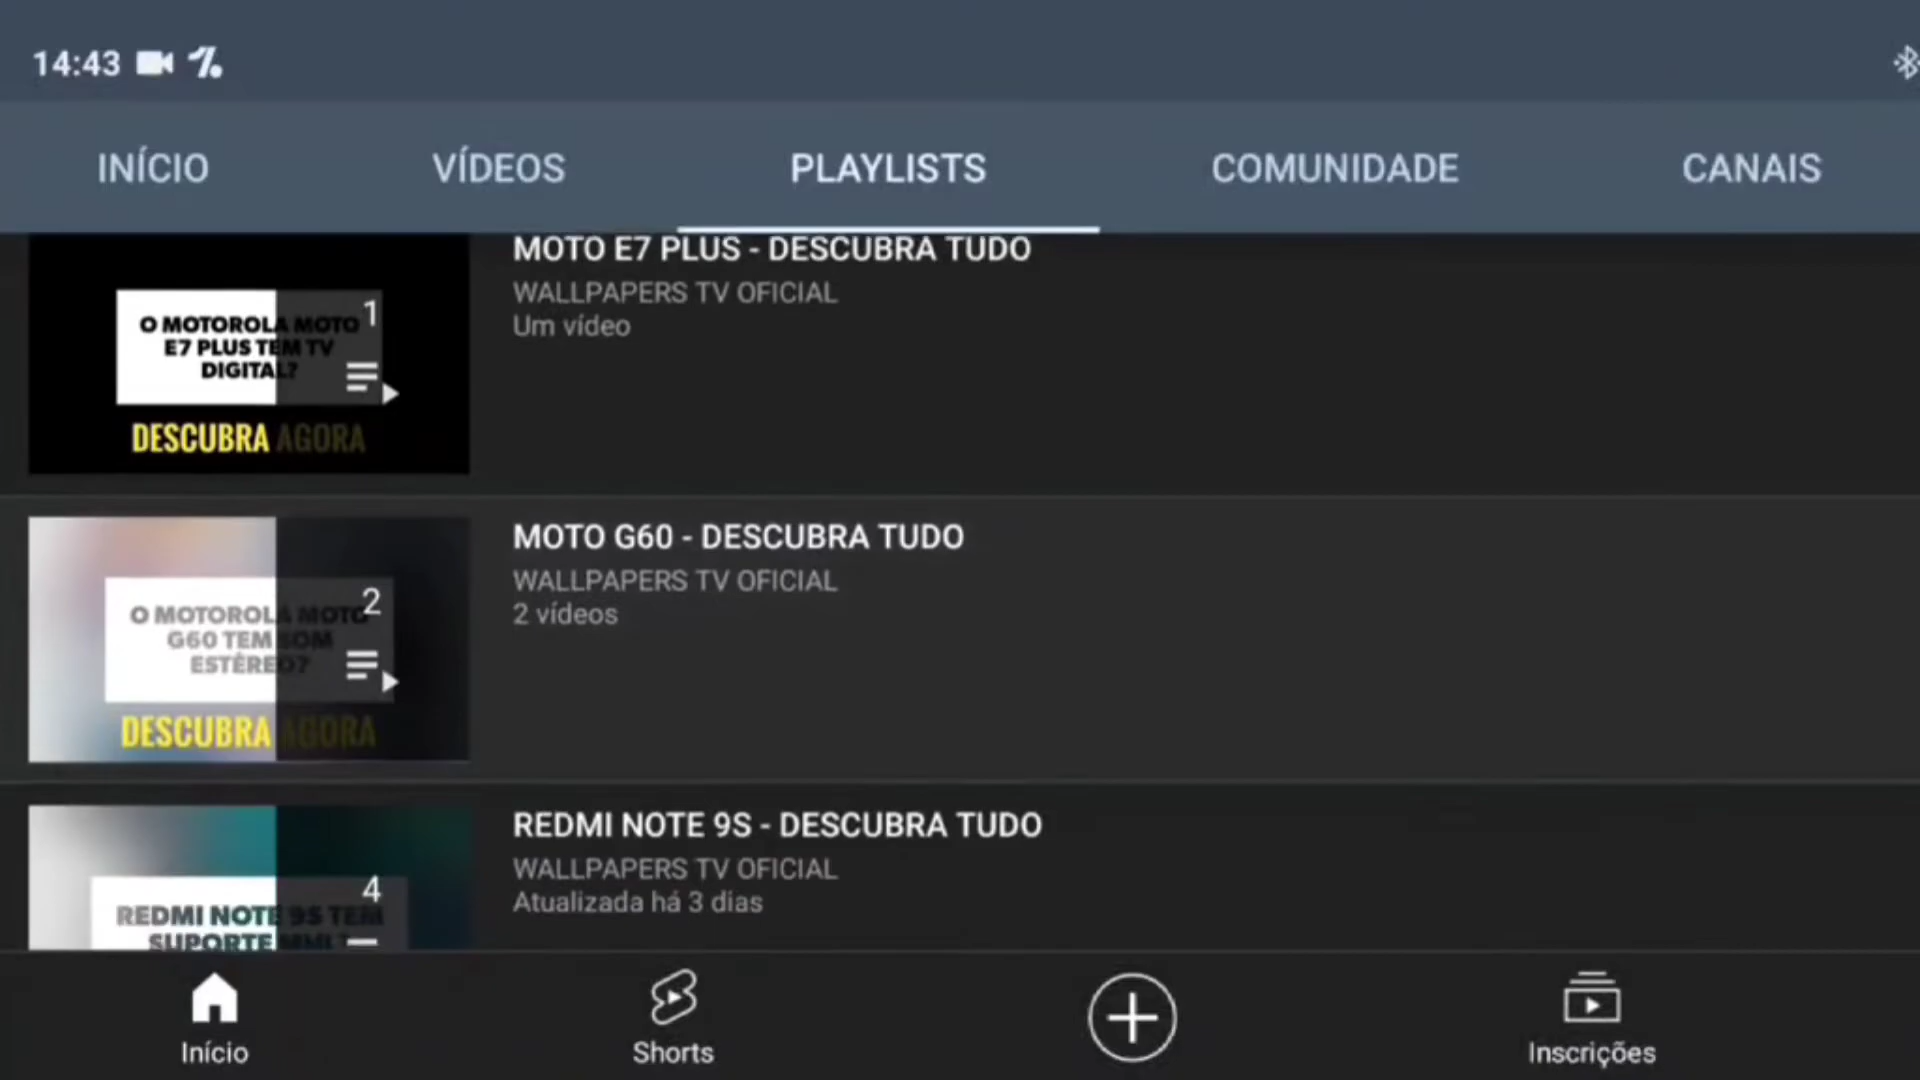 14:43
INÍCIO VÍDEOS PLAYLISTS COMUNIDADE CANAIS
MOTO E7 PLUS - DESCUBRA TUDO
WALLPAPERS TV OFICIAL
Um vídeo
1
O MOTOROLA MOTO
E7 PLUS TEM TV
DIGITAL?
DESCUBRA AGORA
MOTO G60 - DESCUBRA TUDO
WALLPAPERS TV OFICIAL
2 vídeos
2
O MOTOROLA MOTO
G60 TEM SOM
ESTÉREO?
DESCUBRA AGORA
REDMI NOTE 9S - DESCUBRA TUDO
WALLPAPERS TV OFICIAL
Atualizada há 3 dias
4
REDMI NOTE 9S TEM
SUPORTE MHL?
Início Shorts Inscrições